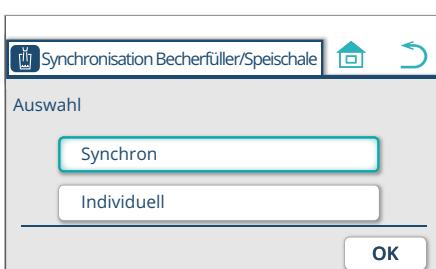 Synchronisation Becherfüller/Speischale
Auswahl
Synchron
Individuell
OK